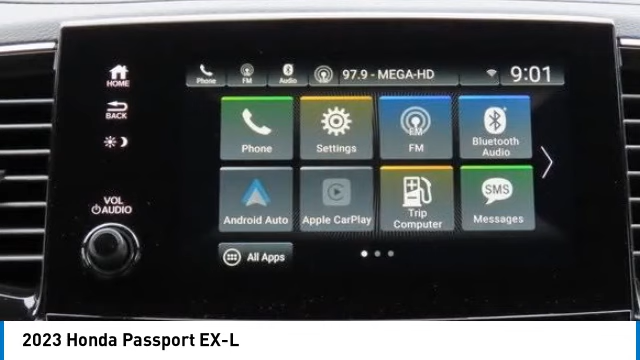 HOME
BACK
VOL
AUDIO
Phone
FM
Audio
97.9 - MEGA-HD
9:01
Phone
Settings
FM
FM
Bluetooth
Audio
Android Auto
Apple CarPlay
Trip
Computer
SMS
Messages
All Apps
2023 Honda Passport EX-L